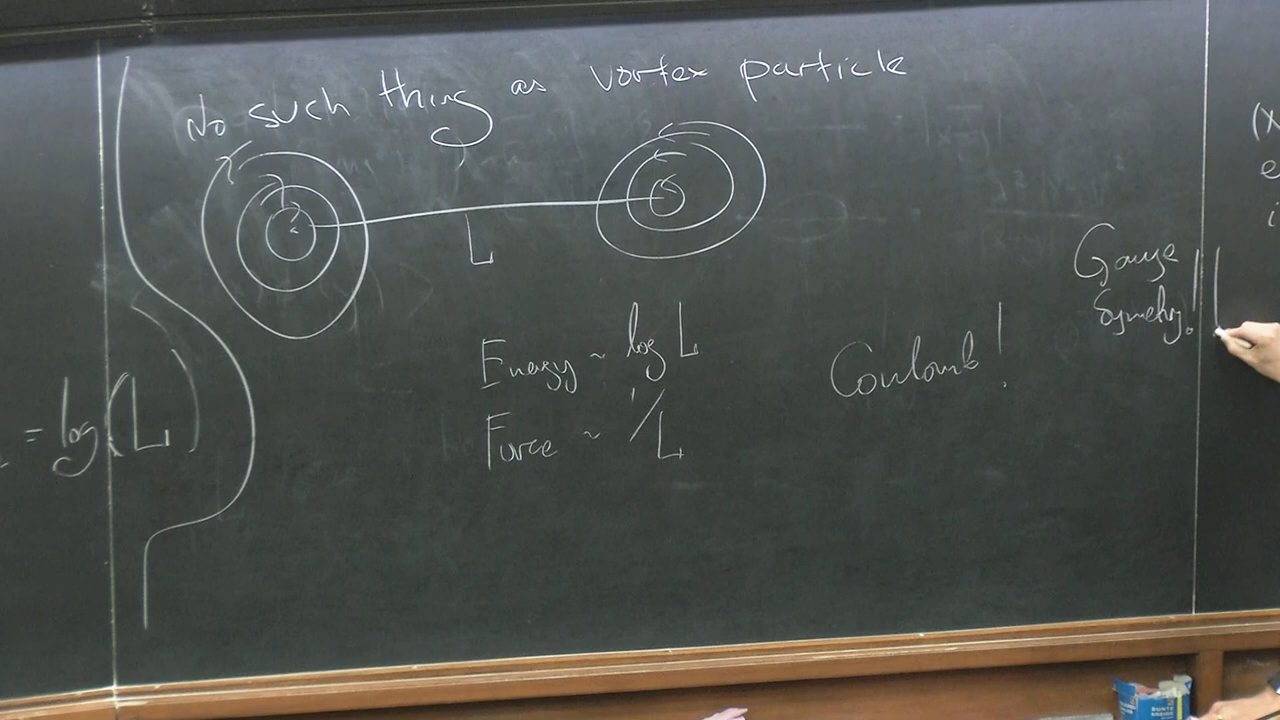 No such thing as vortex particle
L
Energy ~ log L
Force ~ 1/L
Coulomb!
Gauge
Symmetry!!!
= log(L)
(x
e
i